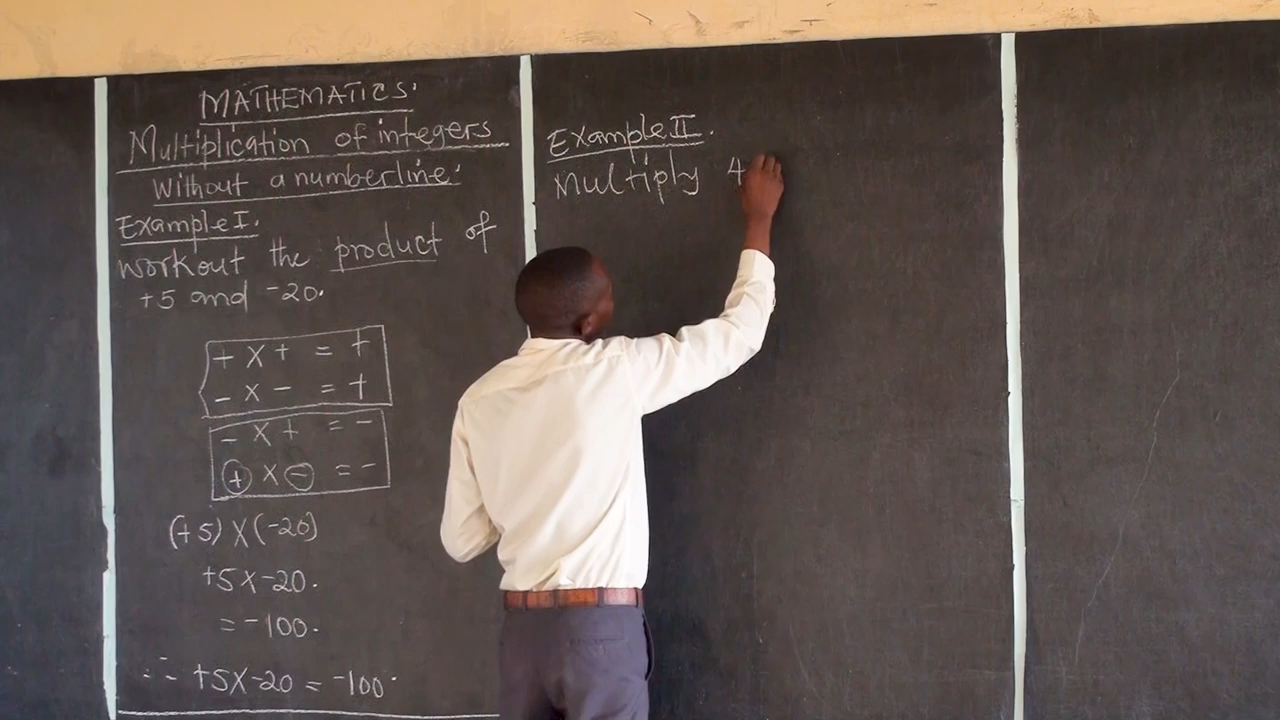 MATHEMATICS.
Multiplication of integers
without a numberline.
Example I.
Workout the product of
+5 and -20.
+ x + = +
- x - = +
- x + = -
+ x - = -
(+5) x (-20)
+5 x -20.
= -100.
∴ +5 x -20 = -100.
Example II.
Multiply 4